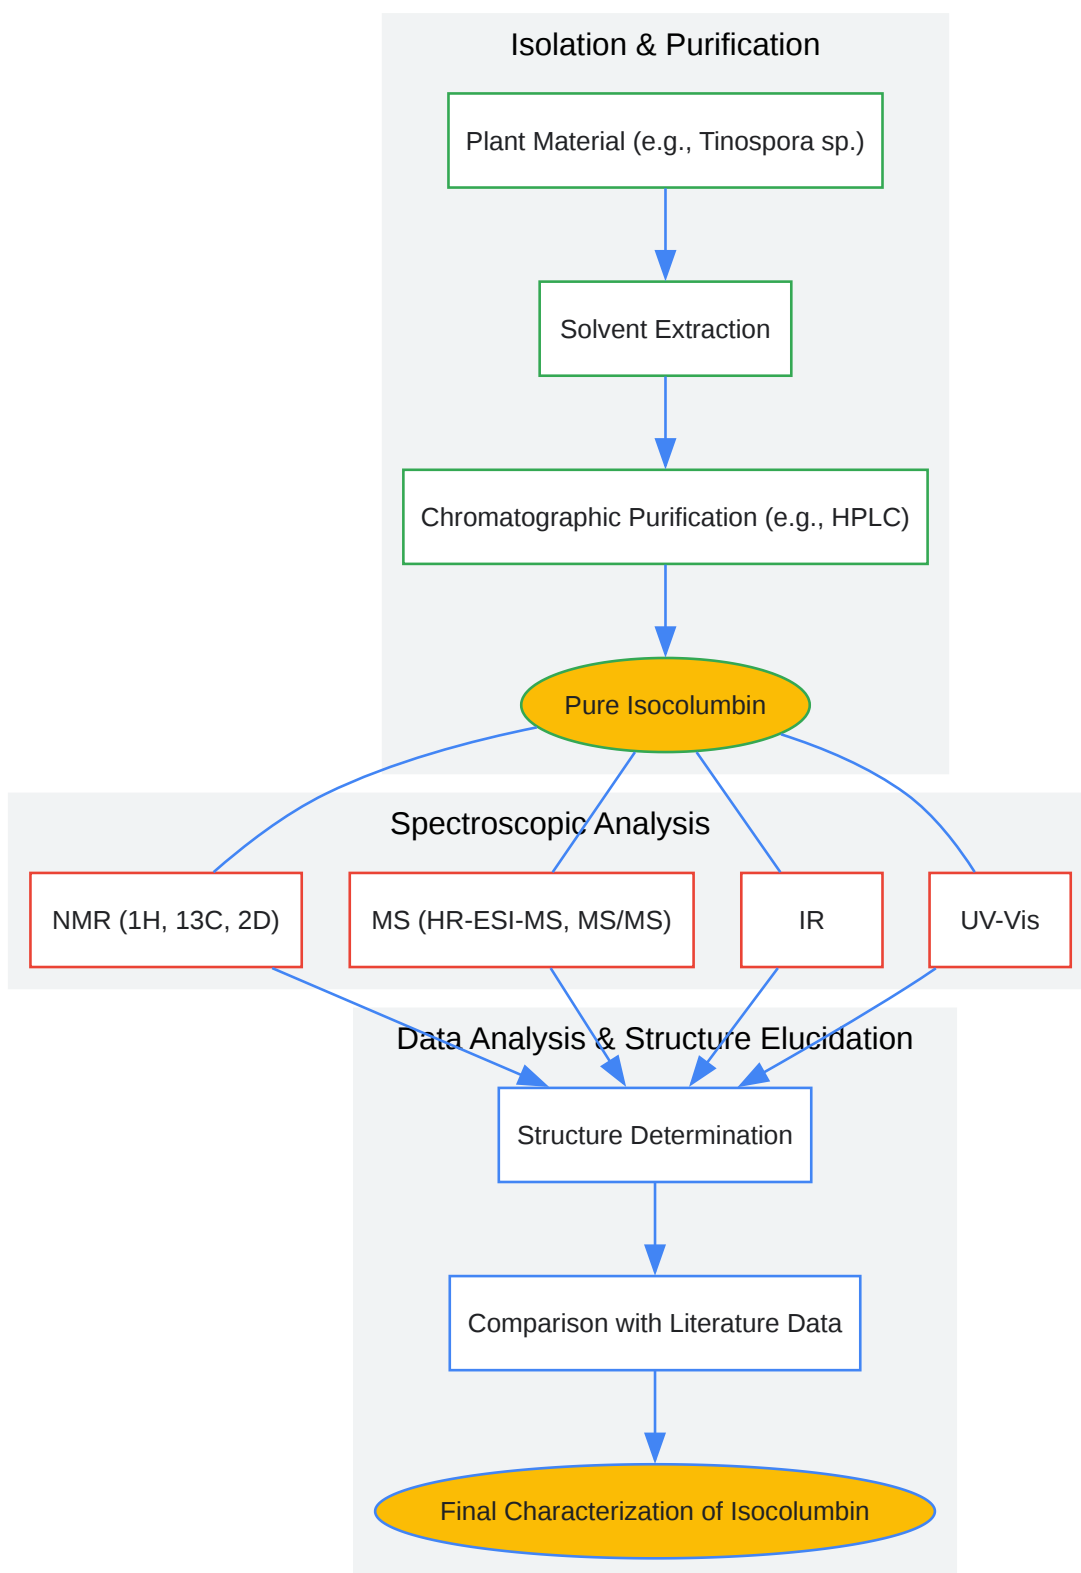 Isolation & Purification
Plant Material (e.g., Tinospora sp.)
Solvent Extraction
Chromatographic Purification (e.g., HPLC)
Pure Isocolumbin
Spectroscopic Analysis
NMR (1H, 13C, 2D)
MS (HR-ESI-MS, MS/MS)
IR
UV-Vis
Data Analysis & Structure Elucidation
Structure Determination
Comparison with Literature Data
Final Characterization of Isocolumbin